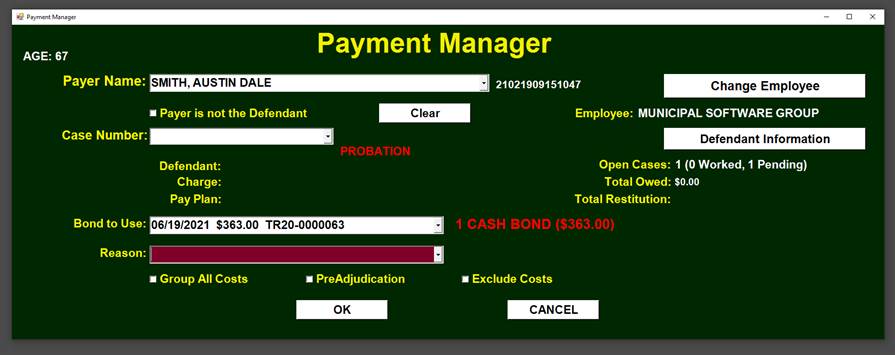 Payment Manager
Payment Manager
AGE: 67
Payer Name: SMITH, AUSTIN DALE 21021909151047 Change Employee
Payer is not the Defendant Clear Employee: MUNICIPAL SOFTWARE GROUP
Case Number: Defendant Information
PROBATION
Defendant: Open Cases: 1 (0 Worked, 1 Pending)
Charge: Total Owed: $0.00
Pay Plan: Total Restitution:
Bond to Use: 06/19/2021 $363.00 TR20-0000063 1 CASH BOND ($363.00)
Reason:
Group All Costs PreAdjudication Exclude Costs
OK CANCEL